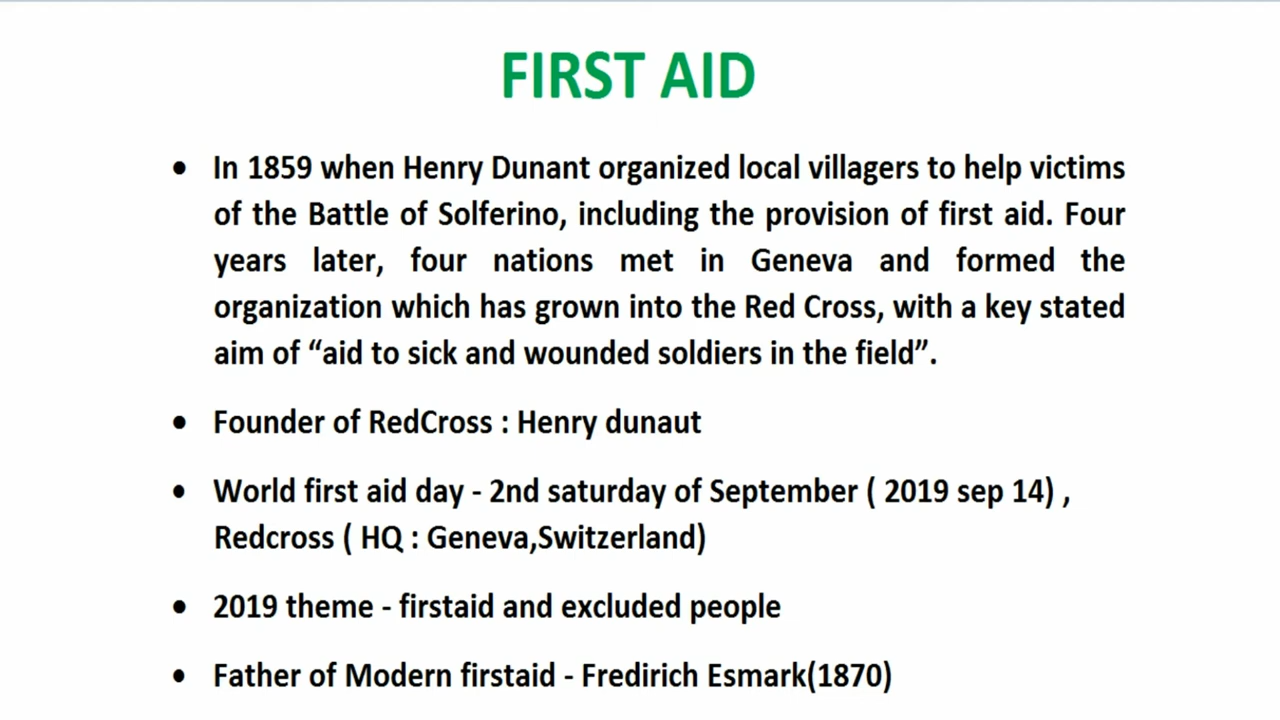 FIRST AID
• In 1859 when Henry Dunant organized local villagers to help victims
of the Battle of Solferino, including the provision of first aid. Four
years later, four nations met in Geneva and formed the
organization which has grown into the Red Cross, with a key stated
aim of “aid to sick and wounded soldiers in the field”.
• Founder of RedCross : Henry dunaut
• World first aid day - 2nd saturday of September ( 2019 sep 14) ,
Redcross ( HQ : Geneva,Switzerland)
• 2019 theme - firstaid and excluded people
• Father of Modern firstaid - Fredirich Esmark(1870)